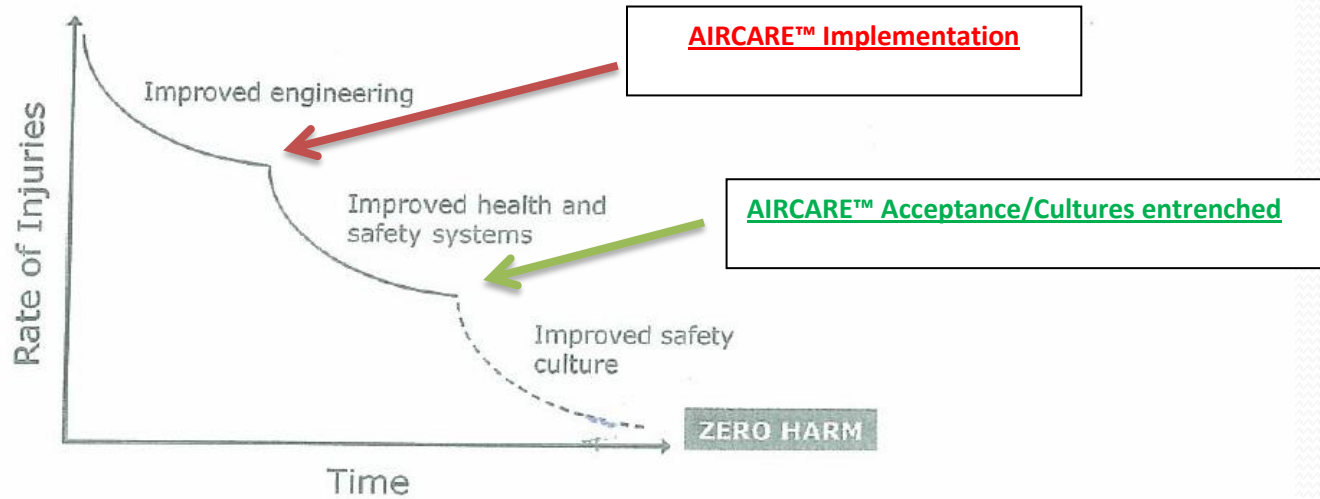 AIRCARE™ Implementation
Improved engineering
Rate of Injuries
Improved health and
safety systems
AIRCARE™ Acceptance/Cultures entrenched
Improved safety
culture
ZERO HARM
Time